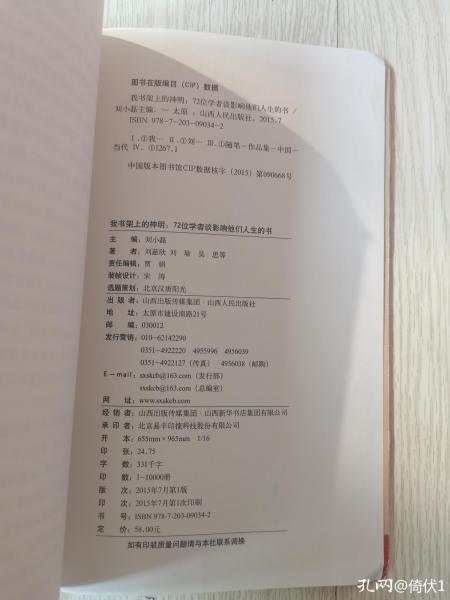 图书在版编目（CIP）数据
我书架上的神明：72位学者谈影响他们人生的书 /
刘小磊主编. -- 太原 : 山西人民出版社, 2015.7
ISBN 978-7-203-09034-2
Ⅰ.①我… Ⅱ.①刘… Ⅲ.①随笔－作品集－中国－
当代 Ⅳ.①I267.1
中国版本图书馆CIP数据核字（2015）第090668号
我书架上的神明：72位学者谈影响他们人生的书
主 编：刘小磊
著 者：刘慈欣 刘 瑜 吴 思等
责任编辑：贾 娟
装帧设计：宋 涛
选题策划：北京汉唐阳光
出 版 者：山西出版传媒集团·山西人民出版社
地 址：太原市建设南路21号
邮 编：030012
发行营销：010-62142290
0351-4922220 4955996 4956039
0351-4922127（传真） 4956038（邮购）
E-mail：sxskcb@163.com（发行部）
sxskcb@163.com（总编室）
网 址：www.sxskcb.com
经 销 者：山西出版传媒集团·山西新华书店集团有限公司
承 印 者：北京易丰印捷科技股份有限公司
开 本：655mm×965mm 1/16
印 张：24.75
字 数：331千字
印 数：1-10000册
版 次：2015年7月第1版
印 次：2015年7月第1次印刷
书 号：ISBN 978-7-203-09034-2
定 价：58.00元
如有印装质量问题请与本社联系调换
孔网@倚伏1